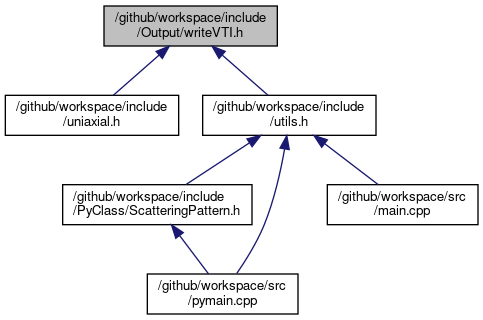 /github/workspace/include
/Output/writeVTI.h
/github/workspace/include
/uniaxial.h
/github/workspace/include
/utils.h
/github/workspace/include
/PyClass/ScatteringPattern.h
/github/workspace/src
/main.cpp
/github/workspace/src
/pymain.cpp